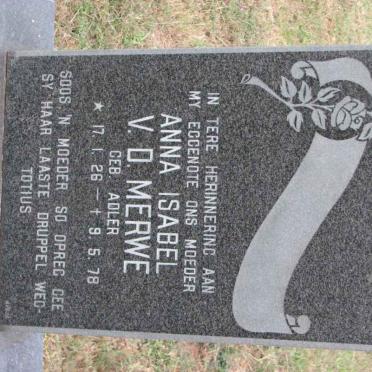 IN TERE HERINNERING AAN
MY EGGENOTE ONS MOEDER
ANNA ISABEL
V. D. MERWE
GEB ADLER
* 17. 1. 26 — † 9. 5. 78
SOOS 'N MOEDER SO OPREG GEE
SY HAAR LAASTE DRUPPEL WEG-
TOTIUS